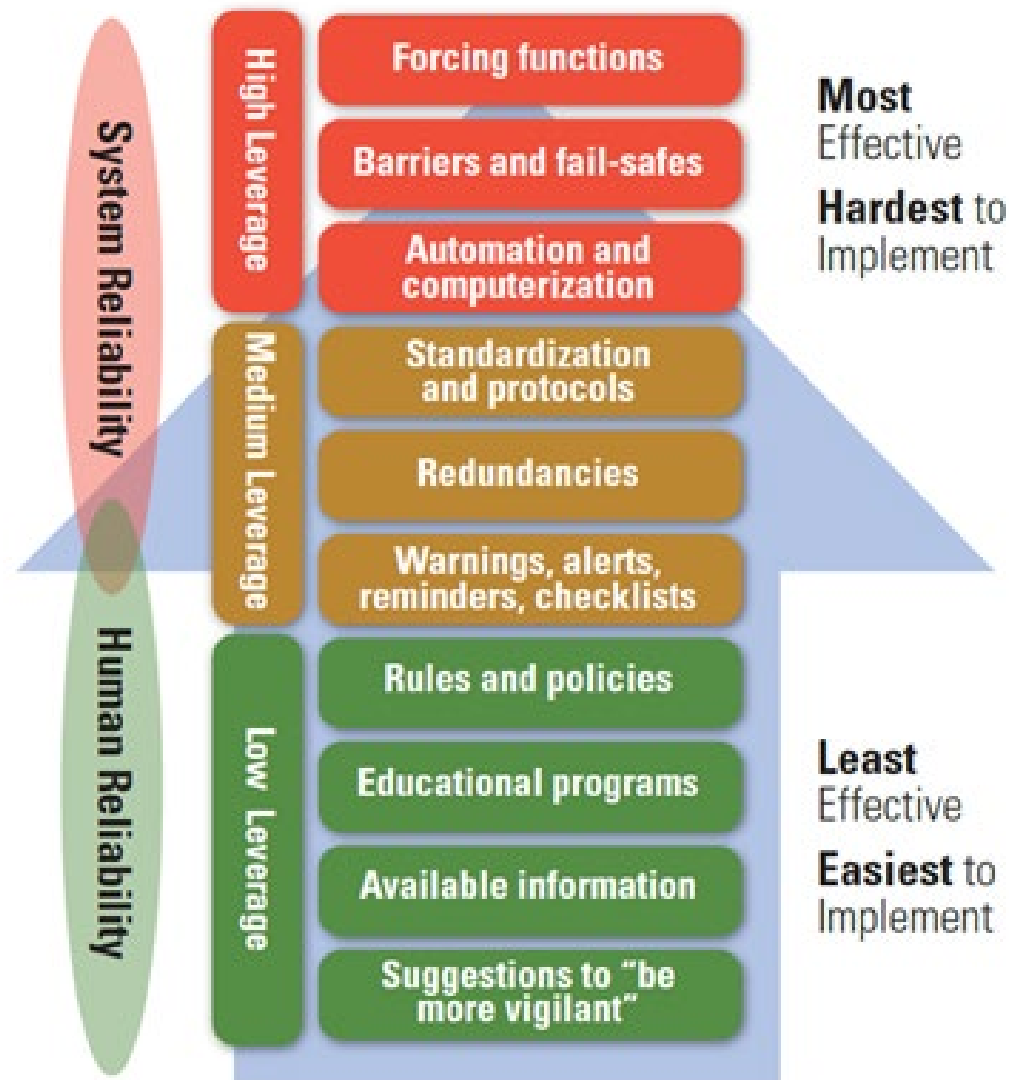 System Reliability
Human Reliability
High Leverage
Forcing functions
Barriers and fail-safes
Automation and
computerization
Medium Leverage
Standardization
and protocols
Redundancies
Warnings, alerts,
reminders, checklists
Low Leverage
Rules and policies
Educational programs
Available information
Suggestions to “be
more vigilant”
Most
Effective
Hardest to
Implement
Least
Effective
Easiest to
Implement